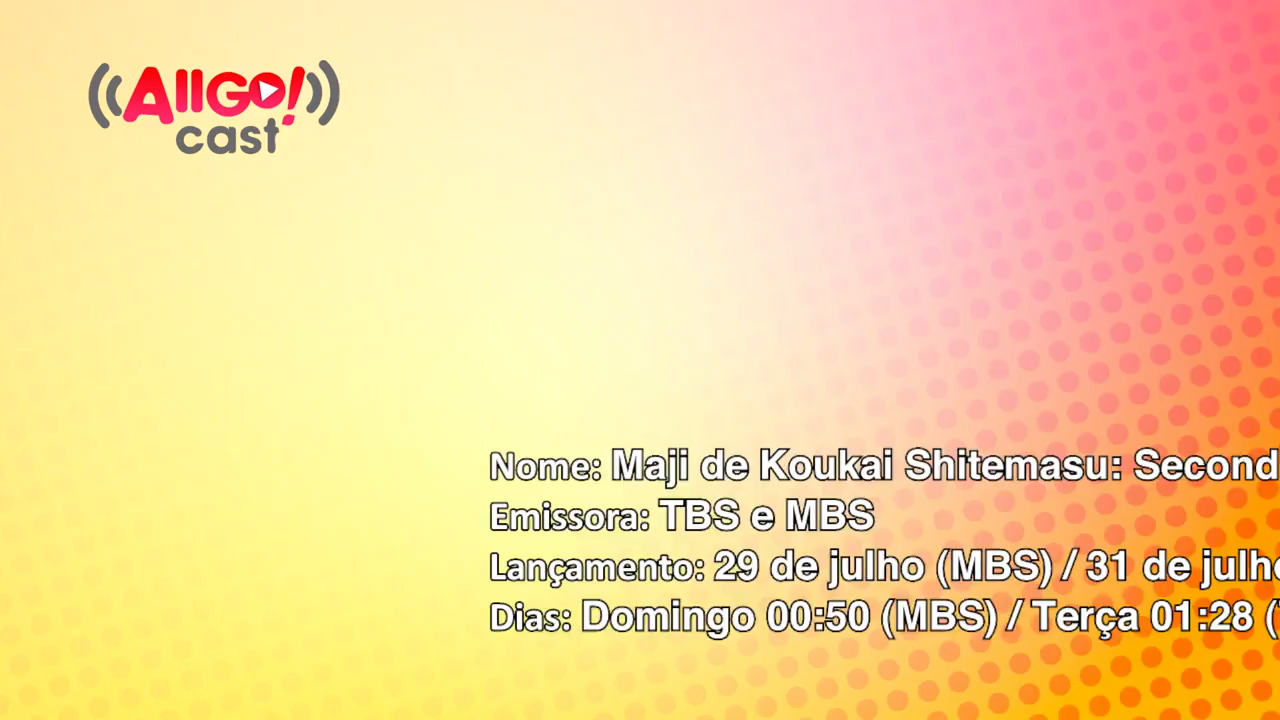 AllGo!
cast
Nome: Maji de Koukai Shitemasu: Second
Emissora: TBS e MBS
Lançamento: 29 de julho (MBS) / 31 de julho
Dias: Domingo 00:50 (MBS) / Terça 01:28 (